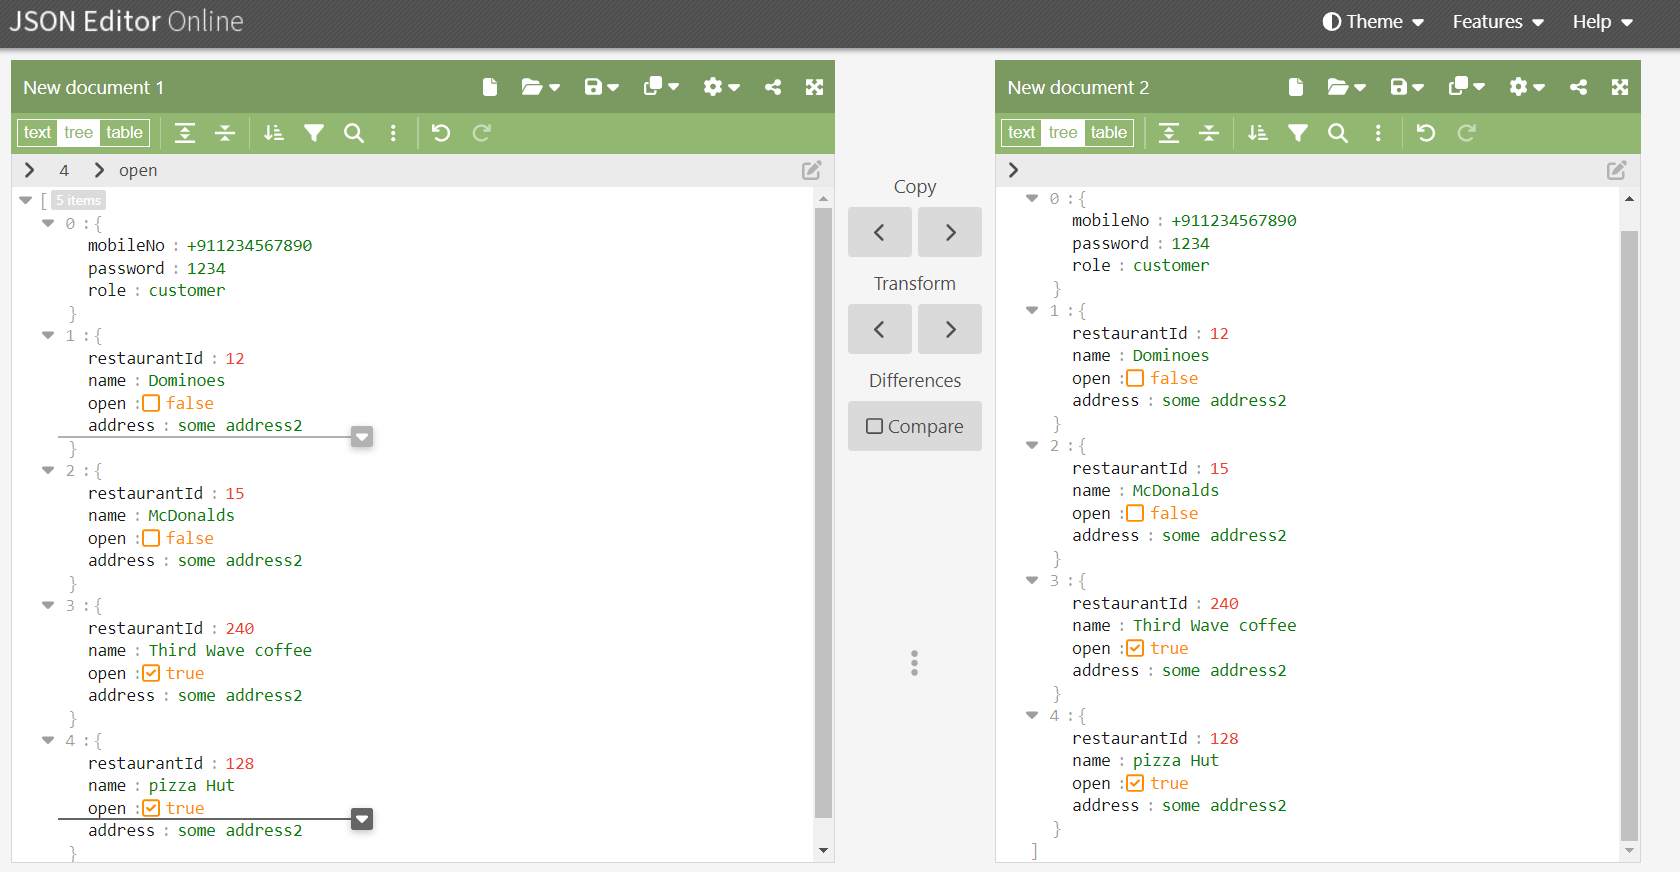 JSON Editor Online
Theme
Features
Help
New document 1
text tree table
4
open
[ 5 items
0 : {
mobileNo : +911234567890
password : 1234
role : customer
}
1 : {
restaurantId : 12
name : Dominoes
open : false
address : some address2
}
2 : {
restaurantId : 15
name : McDonalds
open : false
address : some address2
}
3 : {
restaurantId : 240
name : Third Wave coffee
open : true
address : some address2
}
4 : {
restaurantId : 128
name : pizza Hut
open : true
address : some address2
}
Copy
Transform
Differences
Compare
New document 2
text tree table
0 : {
mobileNo : +911234567890
password : 1234
role : customer
}
1 : {
restaurantId : 12
name : Dominoes
open : false
address : some address2
}
2 : {
restaurantId : 15
name : McDonalds
open : false
address : some address2
}
3 : {
restaurantId : 240
name : Third Wave coffee
open : true
address : some address2
}
4 : {
restaurantId : 128
name : pizza Hut
open : true
address : some address2
}
]